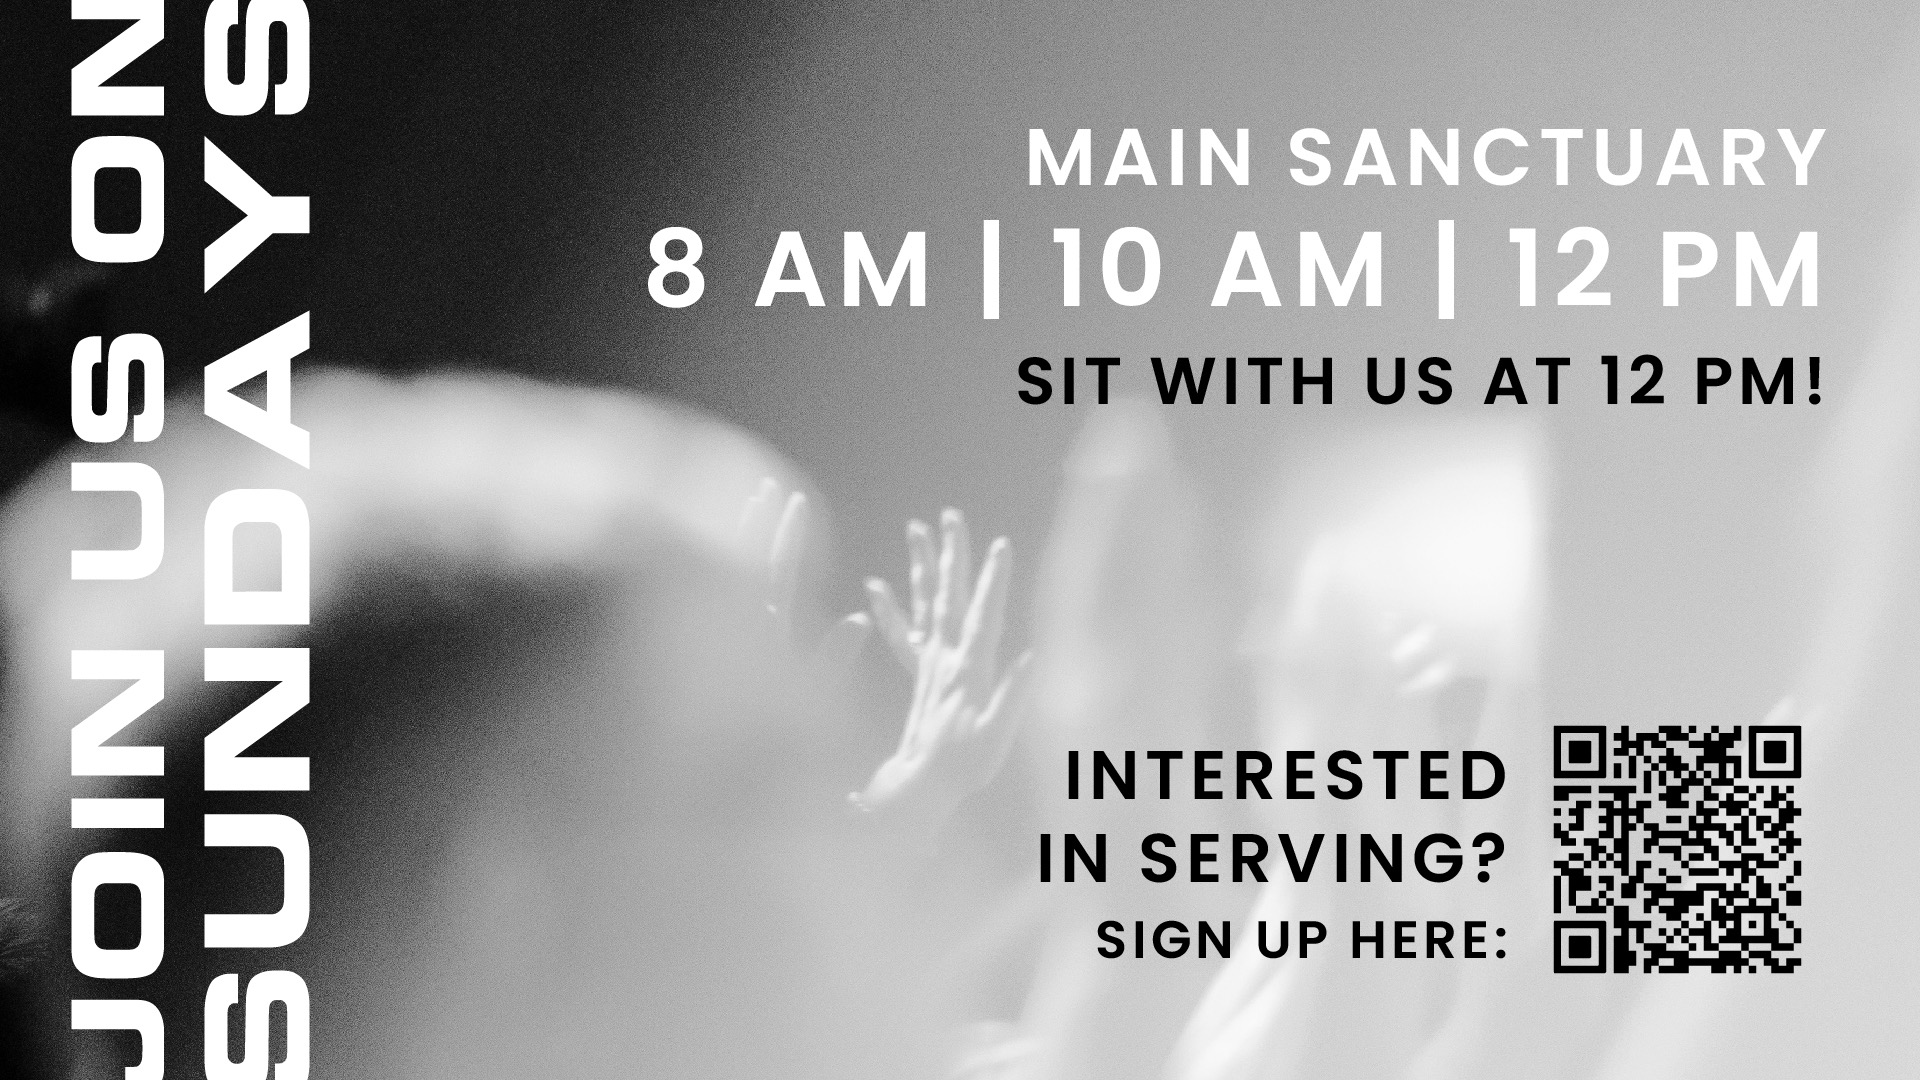 JOIN US ON
SUNDAYS
MAIN SANCTUARY
8 AM | 10 AM | 12 PM
SIT WITH US AT 12 PM!
INTERESTED
IN SERVING?
SIGN UP HERE: